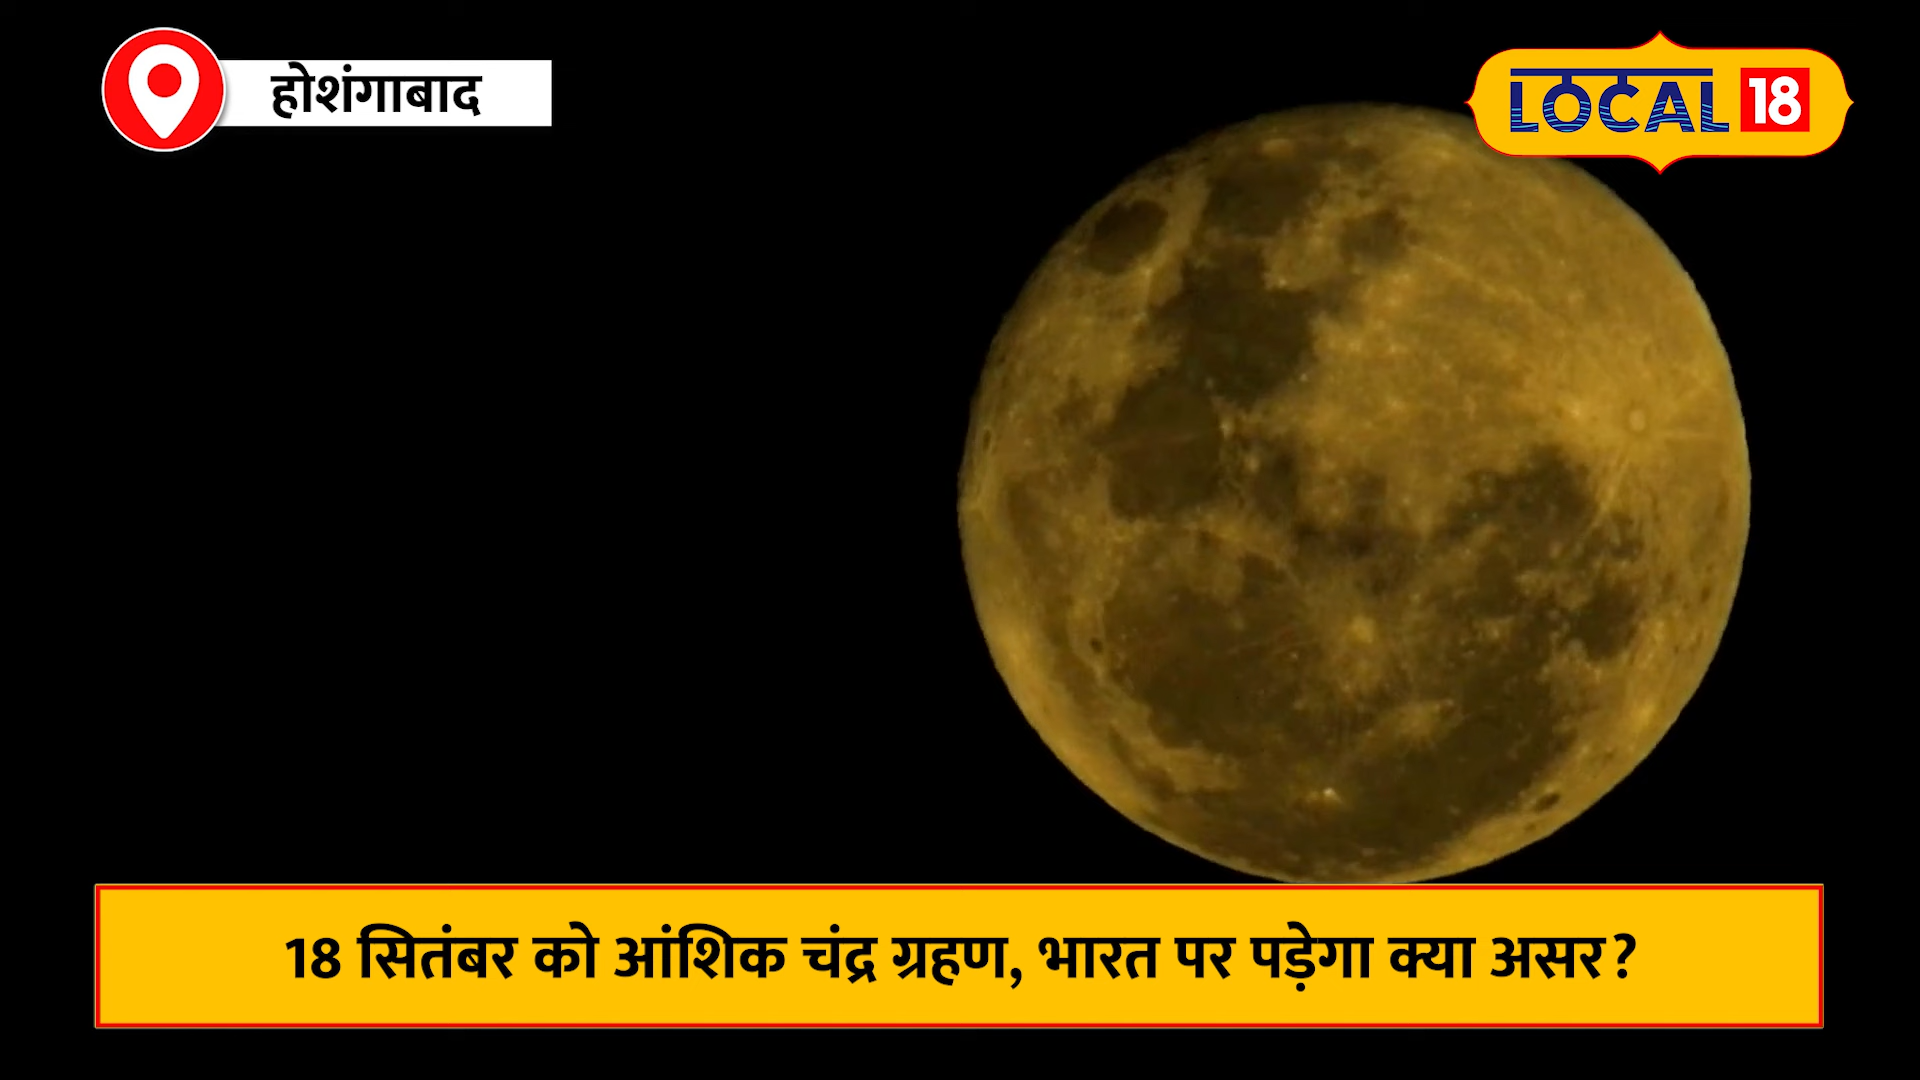 होशंगाबाद
LOCAL 18
18 सितंबर को आंशिक चंद्र ग्रहण, भारत पर पड़ेगा क्या असर?